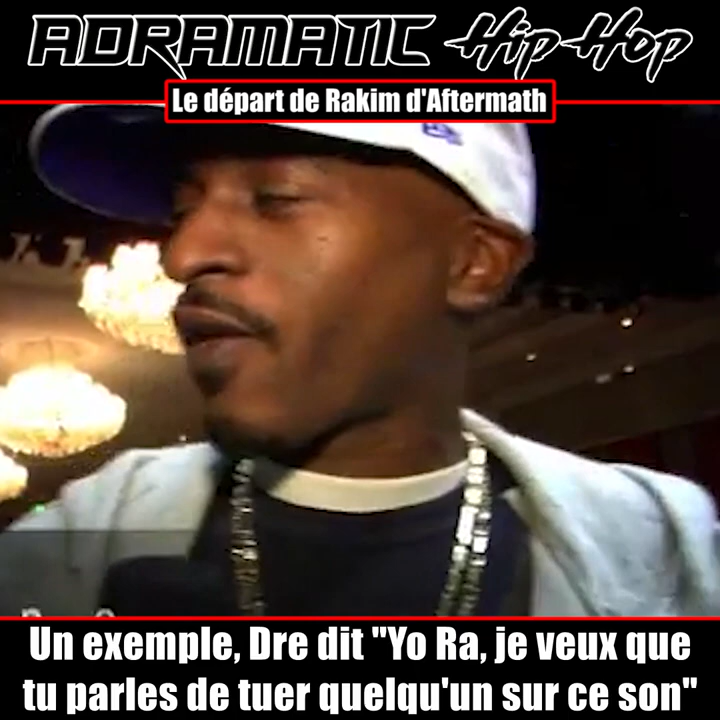 ADRAMATIC Hip-Hop
Le départ de Rakim d'Aftermath
Un exemple, Dre dit "Yo Ra, je veux que
tu parles de tuer quelqu'un sur ce son"